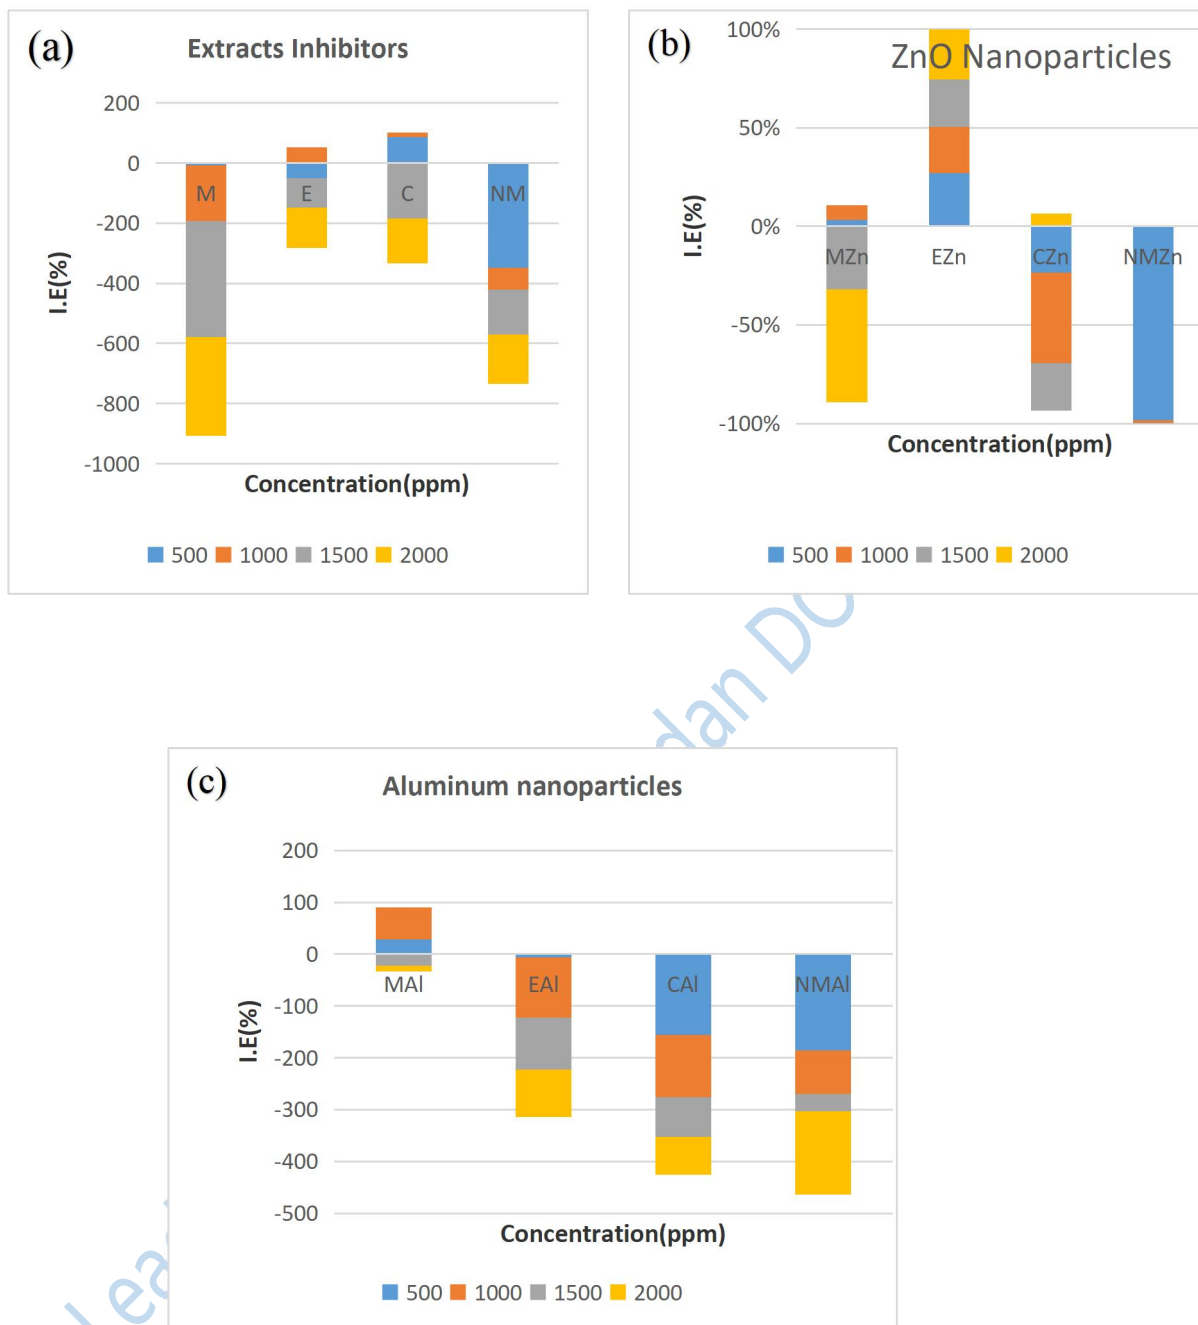 (a)
Extracts Inhibitors
200
0
-200
-400
-600
-800
-1000
I.E(%)
M E C NM
Concentration(ppm)
500 1000 1500 2000
(b)
ZnO Nanoparticles
100%
50%
0%
-50%
-100%
I.E(%)
MZn EZn CZn NMZn
Concentration(ppm)
500 1000 1500 2000
(c)
Aluminum nanoparticles
200
100
0
-100
-200
-300
-400
-500
I.E(%)
MAl EAl CAl NMAl
Concentration(ppm)
500 1000 1500 2000